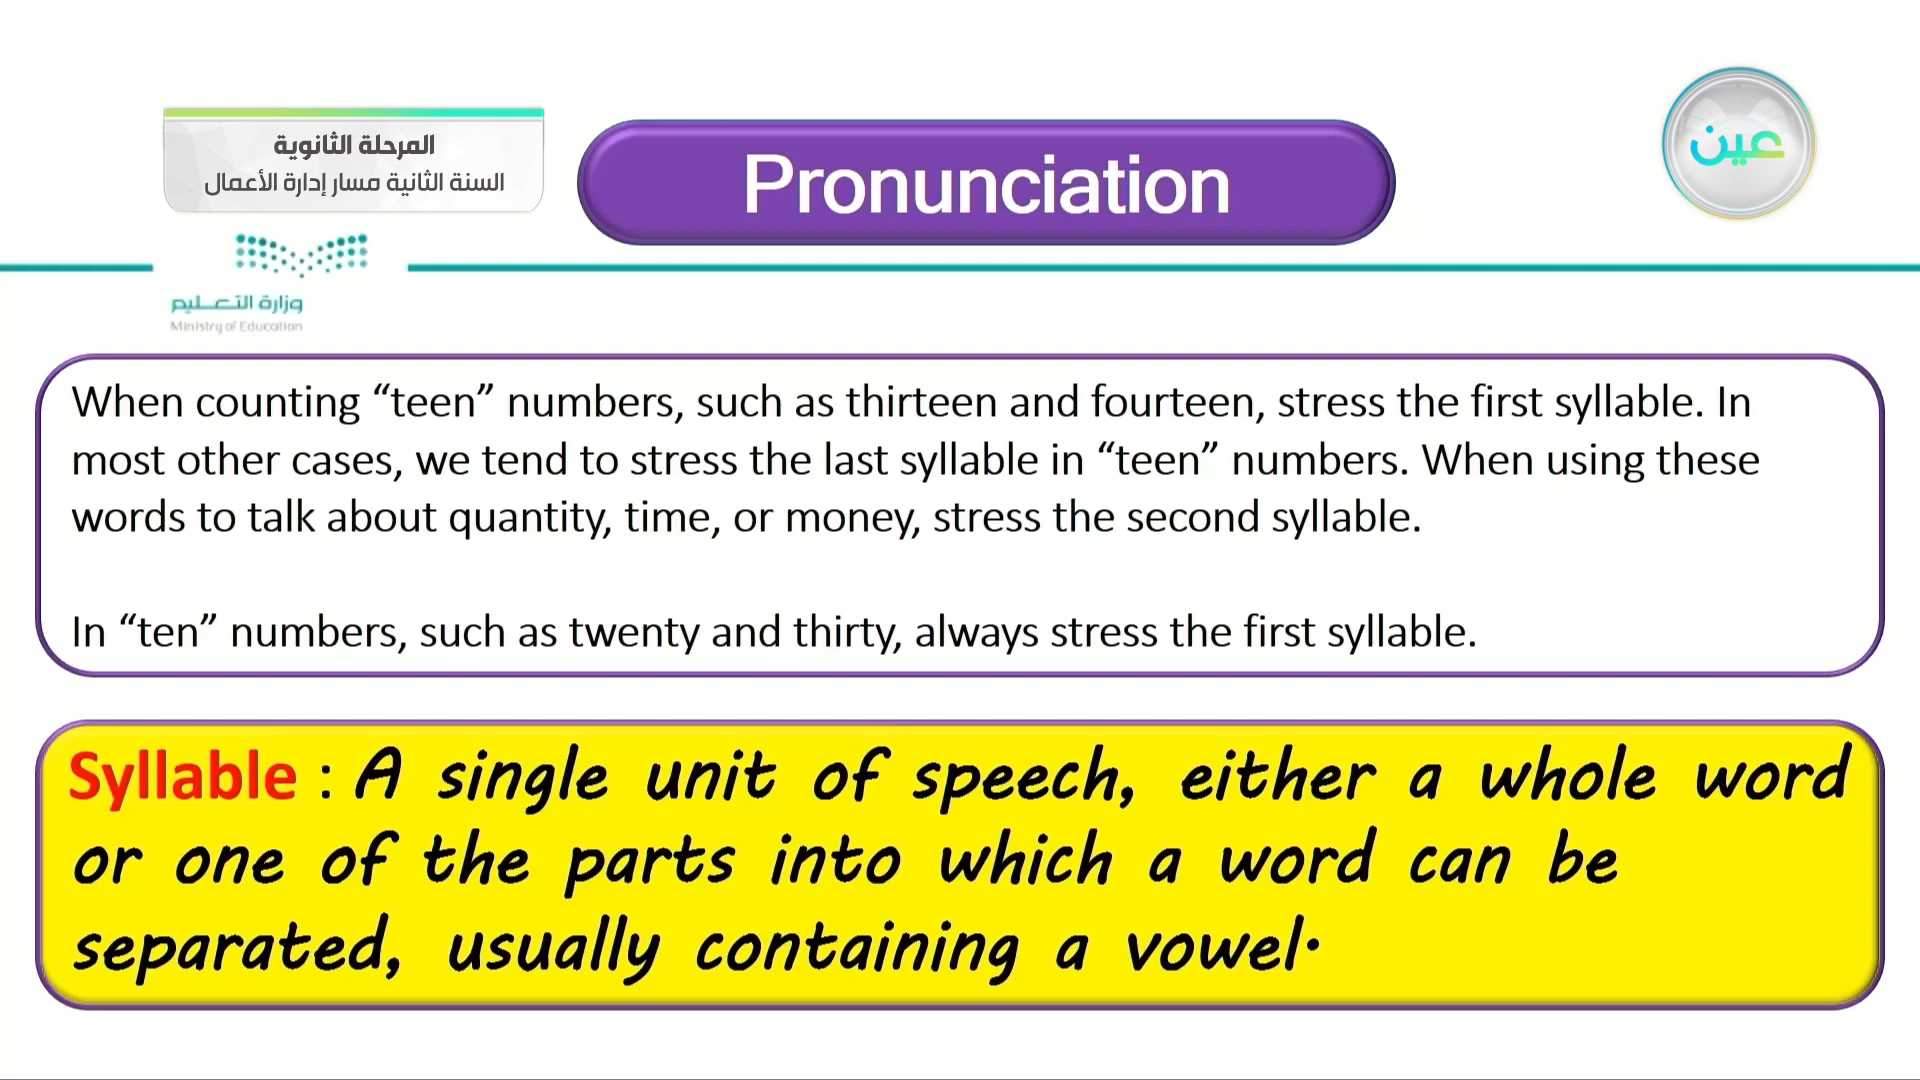 المرحلة الثانوية
السنة الثانية مسار إدارة الأعمال
Pronunciation
عين
وزارة التعـليم
Ministry of Education
When counting “teen” numbers, such as thirteen and fourteen, stress the first syllable. In
most other cases, we tend to stress the last syllable in “teen” numbers. When using these
words to talk about quantity, time, or money, stress the second syllable.
In “ten” numbers, such as twenty and thirty, always stress the first syllable.
Syllable : A single unit of speech, either a whole word
or one of the parts into which a word can be
separated, usually containing a vowel.